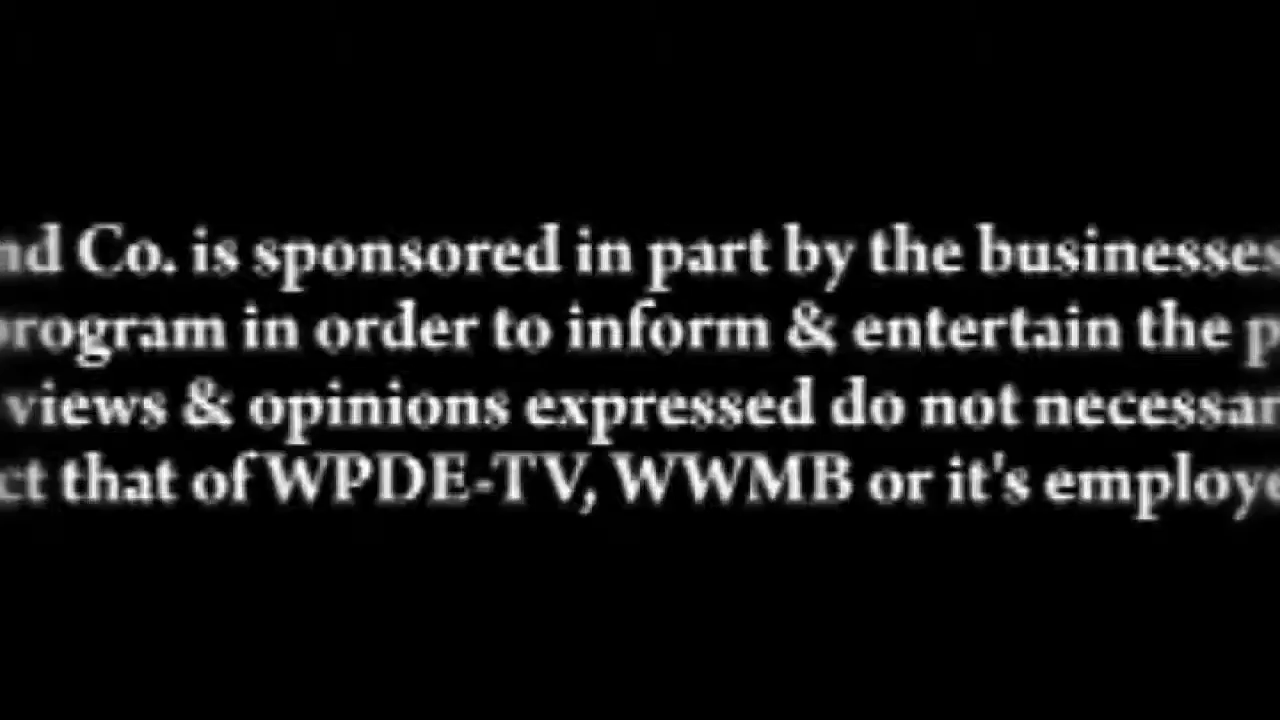 nd Co. is sponsored in part by the businesses
program in order to inform & entertain the p
views & opinions expressed do not necessar
ct that of WPDE-TV, WWMB or it's employe